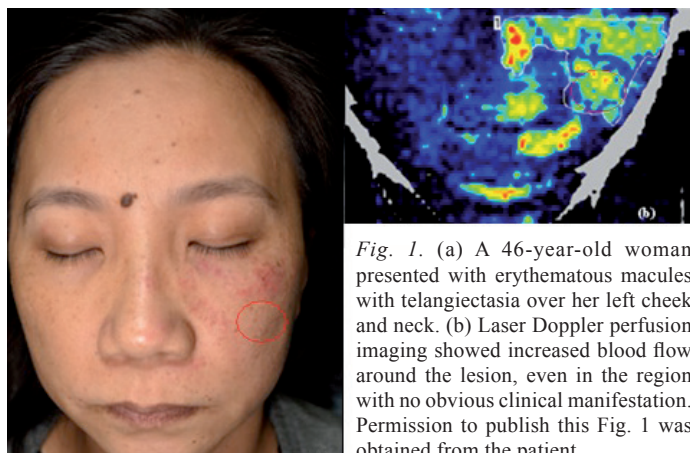 1
(b)
Fig. 1. (a) A 46-year-old woman
presented with erythematous macules
with telangiectasia over her left cheek
and neck. (b) Laser Doppler perfusion
imaging showed increased blood flow
around the lesion, even in the region
with no obvious clinical manifestation.
Permission to publish this Fig. 1 was
obtained from the patient.